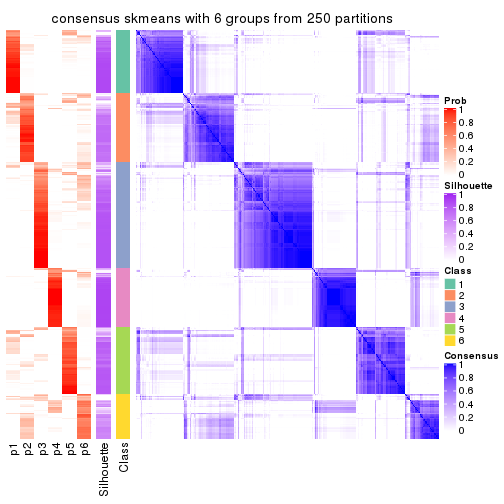 consensus skmeans with 6 groups from 250 partitions
Prob
1
0.8
0.6
0.4
0.2
0
Silhouette
1
0.8
0.6
0.4
0.2
0
Class
1
2
3
4
5
6
Consensus
1
0.8
0.6
0.4
0.2
0
p1
p2
p3
p4
p5
p6
Silhouette
Class